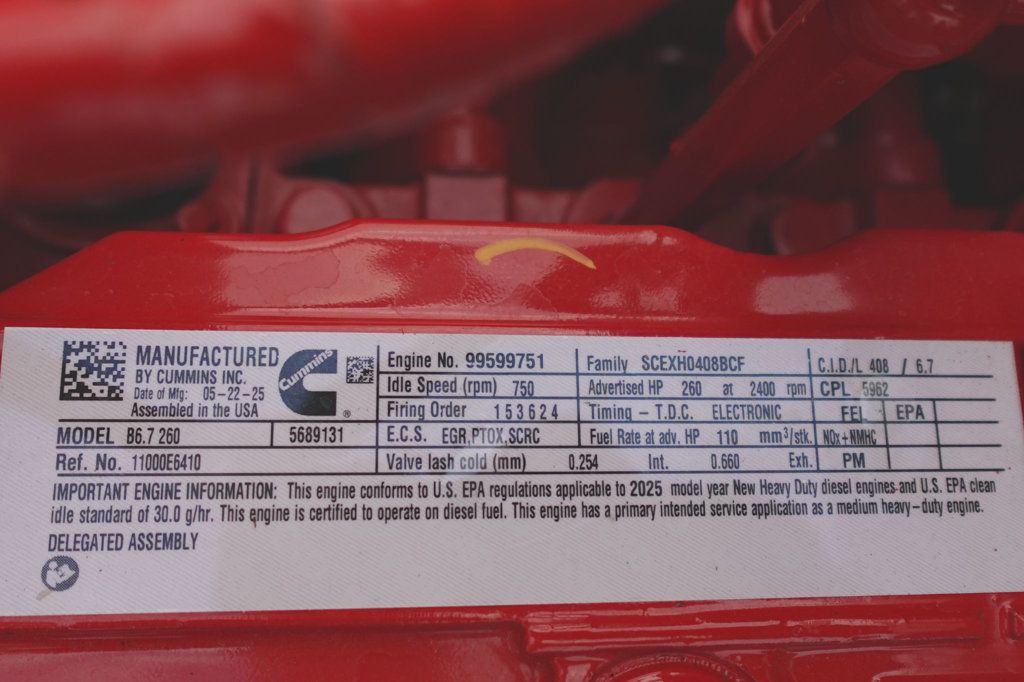 MANUFACTURED
BY CUMMINS INC.
Date of Mfg: 05-22-25
Assembled in the USA
Cummins
®
Engine No. 99599751
Family SCEXH0408BCF
C.I.D./L 408 / 6.7
Idle Speed (rpm) 750
Advertised HP 260 at 2400 rpm
CPL 5962
Firing Order 153624
Timing – T.D.C. ELECTRONIC
FEL EPA
MODEL B6.7 260 5689131
E.C.S. EGR,PTOX,SCRC
Fuel Rate at adv. HP 110 mm³/stk.
NOx+NMHC
Ref. No. 11000E6410
Valve lash cold (mm) 0.254 Int. 0.660 Exh.
PM
IMPORTANT ENGINE INFORMATION: This engine conforms to U.S. EPA regulations applicable to 2025 model year New Heavy Duty diesel engines and U.S. EPA clean
idle standard of 30.0 g/hr. This engine is certified to operate on diesel fuel. This engine has a primary intended service application as a medium heavy-duty engine.
DELEGATED ASSEMBLY